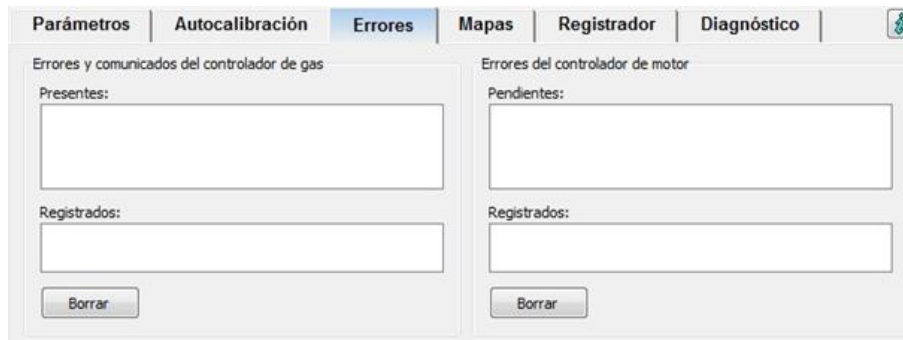 Parámetros Autocalibración Errores Mapas Registrador Diagnóstico
Errores y comunicados del controlador de gas
Presentes:
Registrados:
Borrar
Errores del controlador de motor
Pendientes:
Registrados:
Borrar